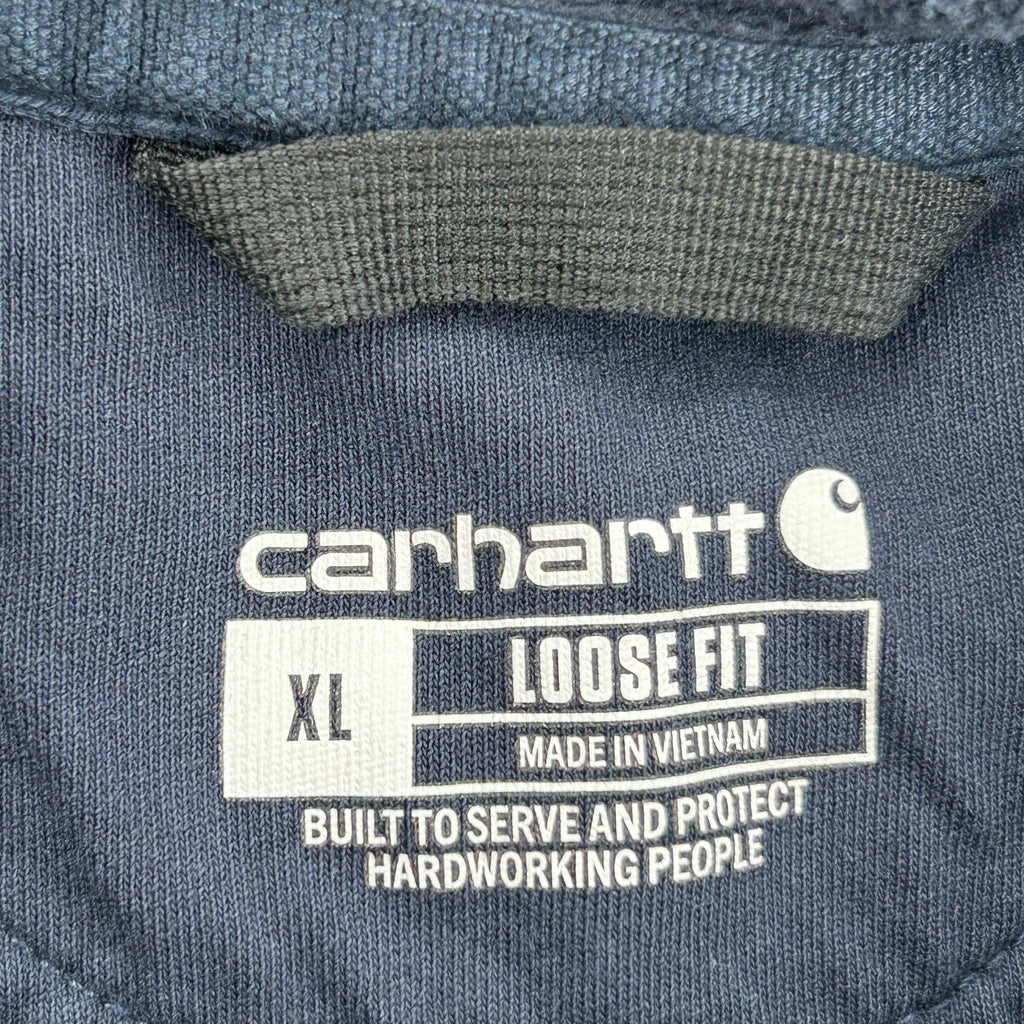 carhartt
XL
LOOSE FIT
MADE IN VIETNAM
BUILT TO SERVE AND PROTECT
HARDWORKING PEOPLE